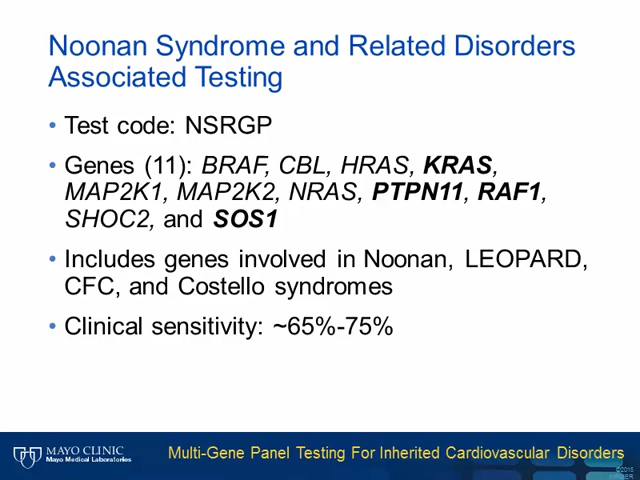 Noonan Syndrome and Related Disorders
Associated Testing
• Test code: NSRGP
• Genes (11): BRAF, CBL, HRAS, KRAS,
MAP2K1, MAP2K2, NRAS, PTPN11, RAF1,
SHOC2, and SOS1
• Includes genes involved in Noonan, LEOPARD,
CFC, and Costello syndromes
• Clinical sensitivity: ~65%-75%
MAYO CLINIC
Mayo Medical Laboratories
Multi-Gene Panel Testing For Inherited Cardiovascular Disorders